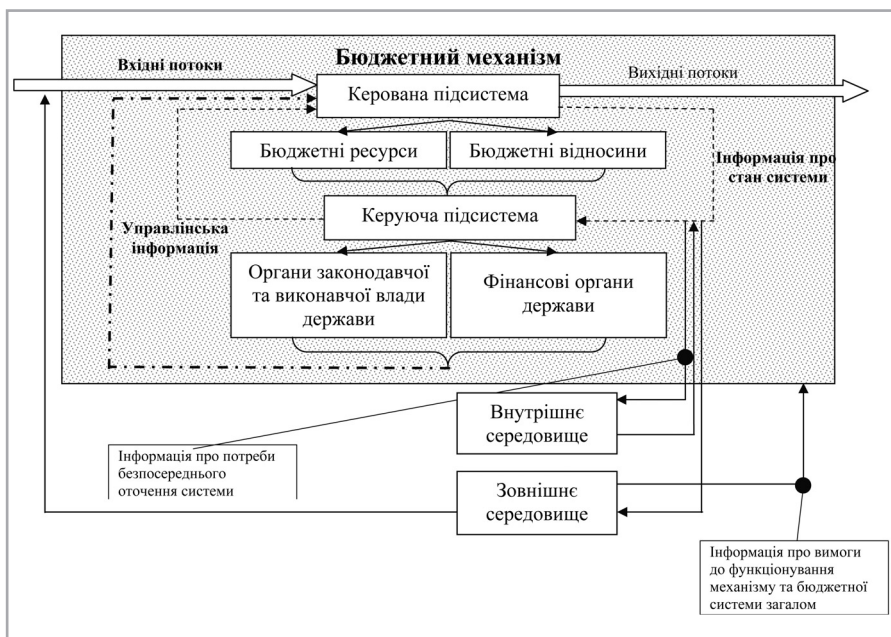 Бюджетний механізм
Вхідні потоки
Вихідні потоки
Керована підсистема
Бюджетні ресурси
Бюджетні відносини
Інформація про
стан системи
Керуюча підсистема
Управлінська
інформація
Органи законодавчої
та виконавчої влади
держави
Фінансові органи
держави
Внутрішнє
середовище
Інформація про потреби
безпосереднього
оточення системи
Зовнішнє
середовище
Інформація про вимоги
до функціонування
механізму та бюджетної
системи загалом